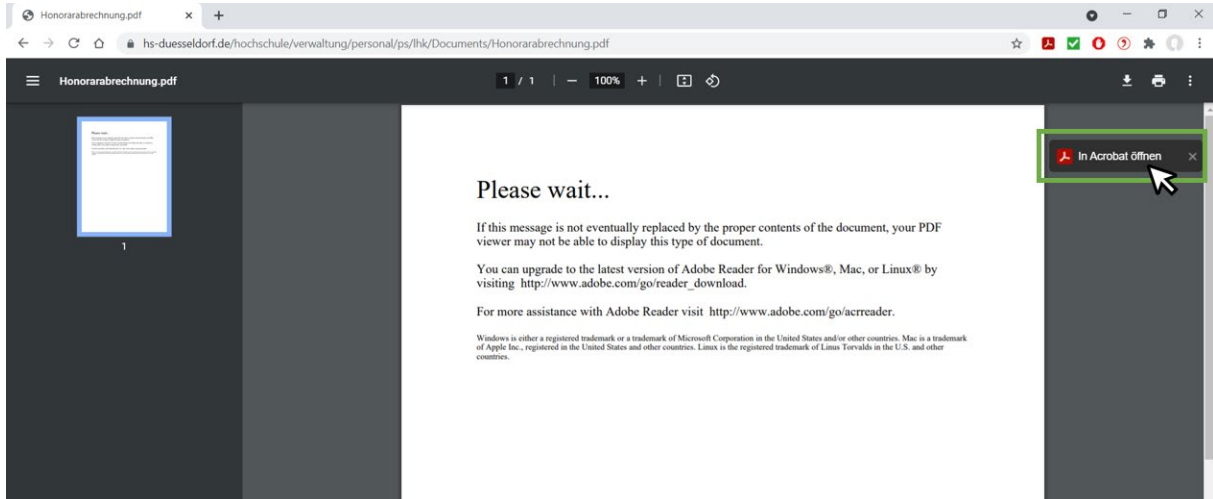 Honorarabrechnung.pdf
hs-duesseldorf.de/hochschule/verwaltung/personal/ps/lhk/Documents/Honorarabrechnung.pdf
Honorarabrechnung.pdf
1 / 1 | − 100% + |
1
In Acrobat öffnen
Please wait...
If this message is not eventually replaced by the proper contents of the document, your PDF
viewer may not be able to display this type of document.
You can upgrade to the latest version of Adobe Reader for Windows®, Mac, or Linux® by
visiting http://www.adobe.com/go/reader_download.
For more assistance with Adobe Reader visit http://www.adobe.com/go/acrreader.
Windows is either a registered trademark or a trademark of Microsoft Corporation in the United States and/or other countries. Mac is a trademark
of Apple Inc., registered in the United States and other countries. Linux is the registered trademark of Linus Torvalds in the U.S. and other
countries.